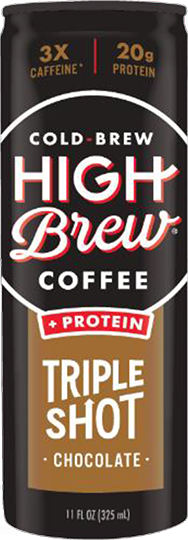 3X | 20g
CAFFEINE* | PROTEIN
COLD-BREW
HIGH
Brew®
COFFEE
+ PROTEIN
TRIPLE
SHOT
• CHOCOLATE •
11 FL OZ (325 mL)